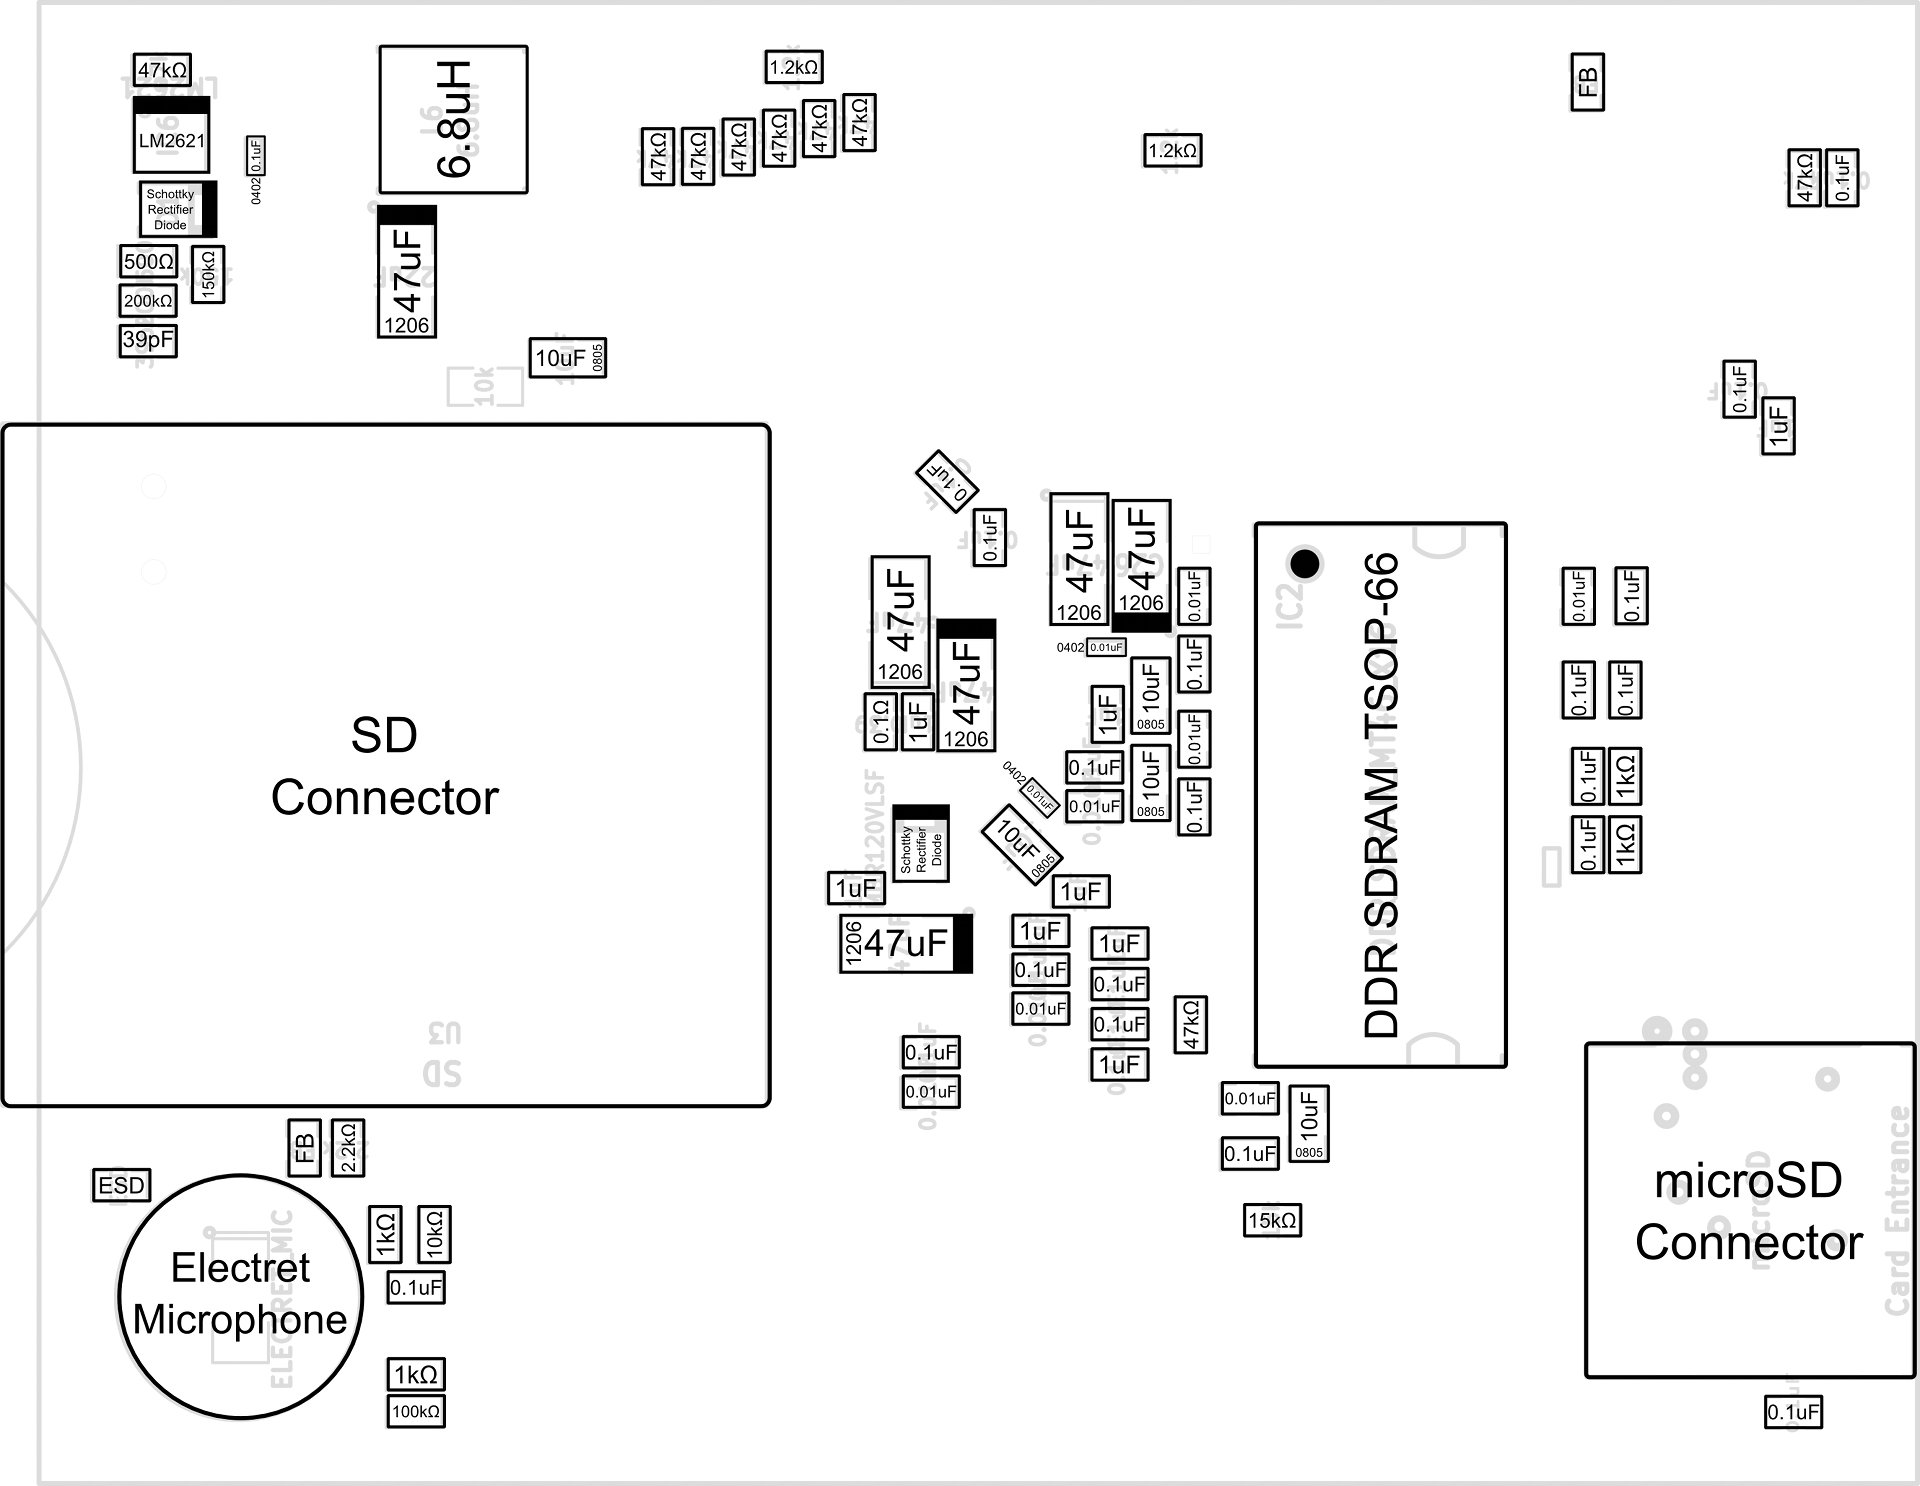 47kΩ
LM2621
0.1uF
0402
Schottky
Rectifier
Diode
500Ω
150kΩ
200kΩ
39pF
6.8uH
47uF
1206
10uF
0805
10k
1.2kΩ
47kΩ
47kΩ
47kΩ
47kΩ
47kΩ
47kΩ
1.2kΩ
FB
47kΩ
0.1uF
0.1uF
1uF
SD
Connector
U3
SD
0.1uF
0.1uF
47uF
1206
47uF
1206
47uF
1206
47uF
1206
0.1Ω
1uF
0402
0.01uF
0.01uF
0.1uF
10uF
0805
1uF
0.01uF
0.1uF
10uF
0805
0.01uF
0.1uF
0402
0.01uF
10uF
0805
Schottky
Rectifier
Diode
1uF
1uF
1206
47uF
1uF
0.1uF
0.01uF
1uF
0.1uF
0.1uF
1uF
47kΩ
0.1uF
0.01uF
IC2
DDR SDRAM TSOP-66
0.01uF
0.1uF
0.1uF
0.1uF
0.1uF
1kΩ
0.1uF
1kΩ
0.01uF
10uF
0805
0.1uF
15kΩ
FB
2.2kΩ
ESD
Electret
Microphone
ELECTRET_MIC
1kΩ
10kΩ
0.1uF
1kΩ
100kΩ
microSD
Connector
microSD
Card Entrance
0.1uF